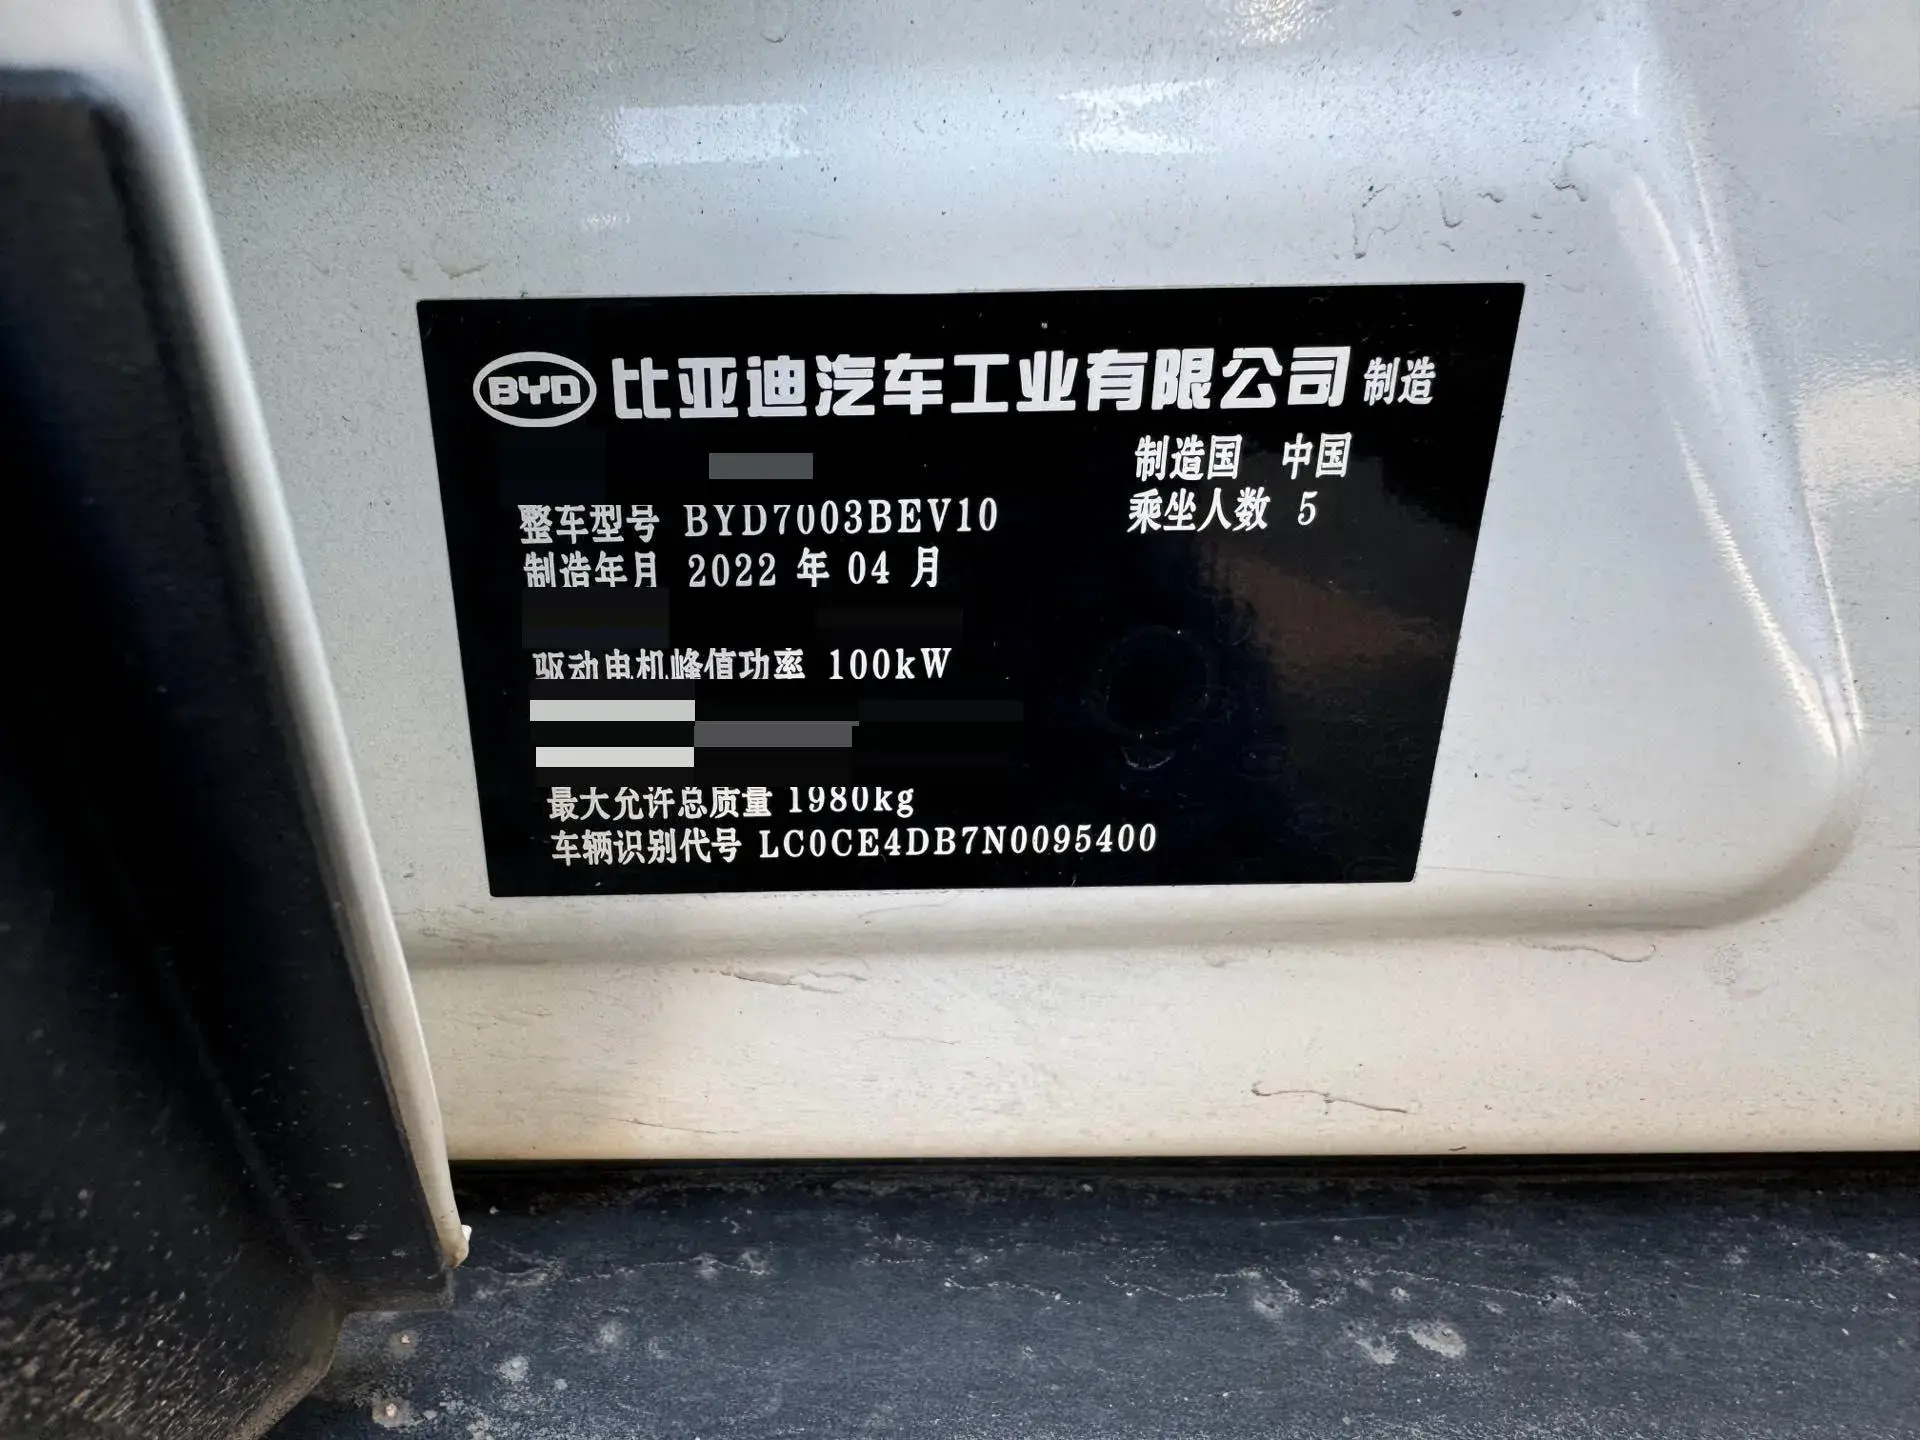 BYD 比亚迪汽车工业有限公司 制造
制造国 中国
整车型号 BYD7003BEV10
乘坐人数 5
制造年月 2022 年 04 月
驱动电机峰值功率 100kW
最大允许总质量 1980kg
车辆识别代号 LC0CE4DB7N0095400